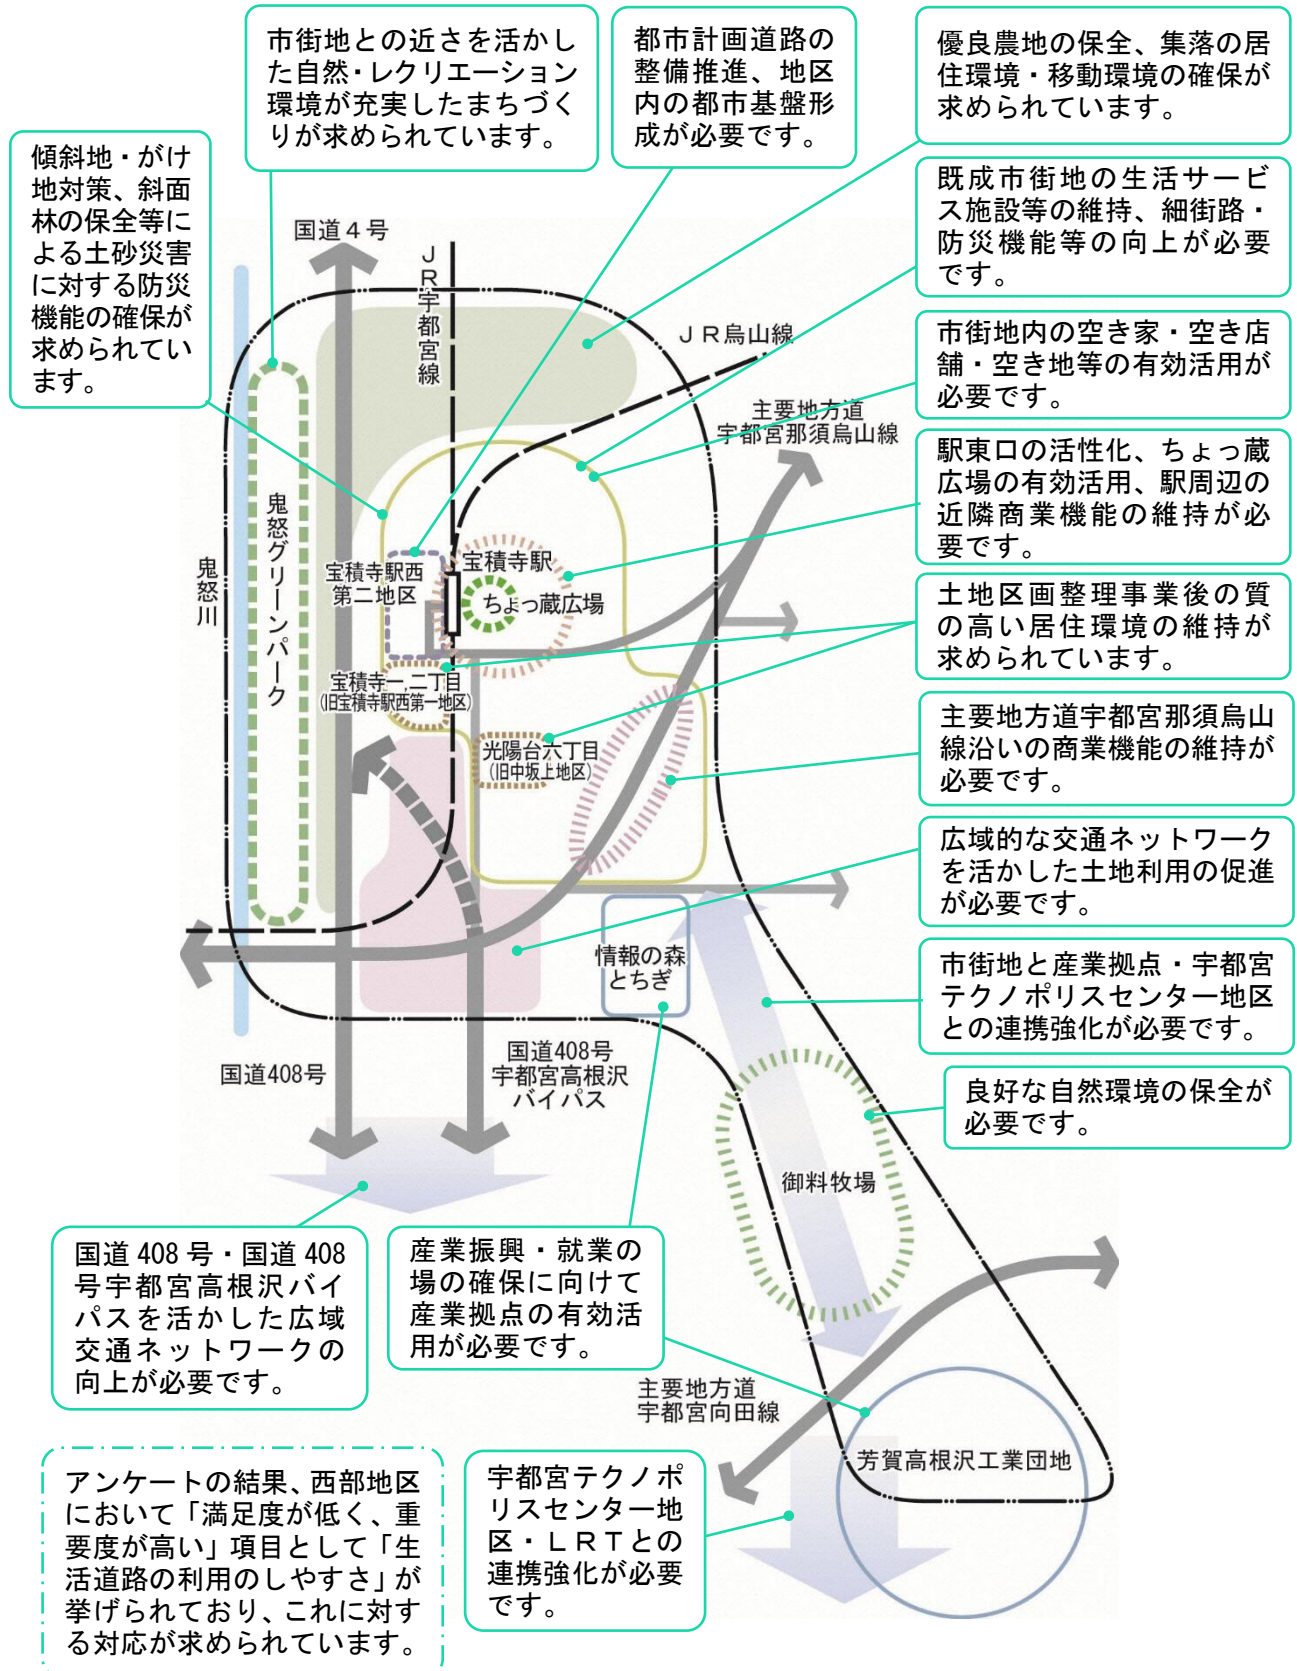 市街地との近さを活かし
た自然・レクリエーション
環境が充実したまちづく
りが求められています。
都市計画道路の
整備推進、地区
内の都市基盤形
成が必要です。
優良農地の保全、集落の居
住環境・移動環境の確保が
求められています。
傾斜地・がけ
地対策、斜面
林の保全等に
よる土砂災害
に対する防災
機能の確保が
求められてい
ます。
既成市街地の生活サービ
ス施設等の維持、細街路・
防災機能等の向上が必要
です。
国道4号
JR宇都宮線
JR烏山線
市街地内の空き家・空き店
舗・空き地等の有効活用が
必要です。
主要地方道
宇都宮那須烏山線
駅東口の活性化、ちょっ蔵
広場の有効活用、駅周辺の
近隣商業機能の維持が必
要です。
鬼怒川
鬼怒グリーンパーク
宝積寺駅西
第二地区
宝積寺駅
ちょっ蔵広場
土地区画整理事業後の質
の高い居住環境の維持が
求められています。
宝積寺一,二丁目
(旧宝積寺駅西第一地区)
光陽台六丁目
(旧中坂上地区)
主要地方道宇都宮那須烏山
線沿いの商業機能の維持が
必要です。
広域的な交通ネットワーク
を活かした土地利用の促進
が必要です。
情報の森
とちぎ
市街地と産業拠点・宇都宮
テクノポリスセンター地区
との連携強化が必要です。
国道408号
国道408号
宇都宮高根沢
バイパス
良好な自然環境の保全が
必要です。
御料牧場
国道408号・国道408
号宇都宮高根沢バイ
パスを活かした広域
交通ネットワークの
向上が必要です。
産業振興・就業の
場の確保に向けて
産業拠点の有効活
用が必要です。
主要地方道
宇都宮向田線
芳賀高根沢工業団地
アンケートの結果、西部地区
において「満足度が低く、重
要度が高い」項目として「生
活道路の利用のしやすさ」が
挙げられており、これに対す
る対応が求められています。
宇都宮テクノポ
リスセンター地
区・LRTとの
連携強化が必要
です。